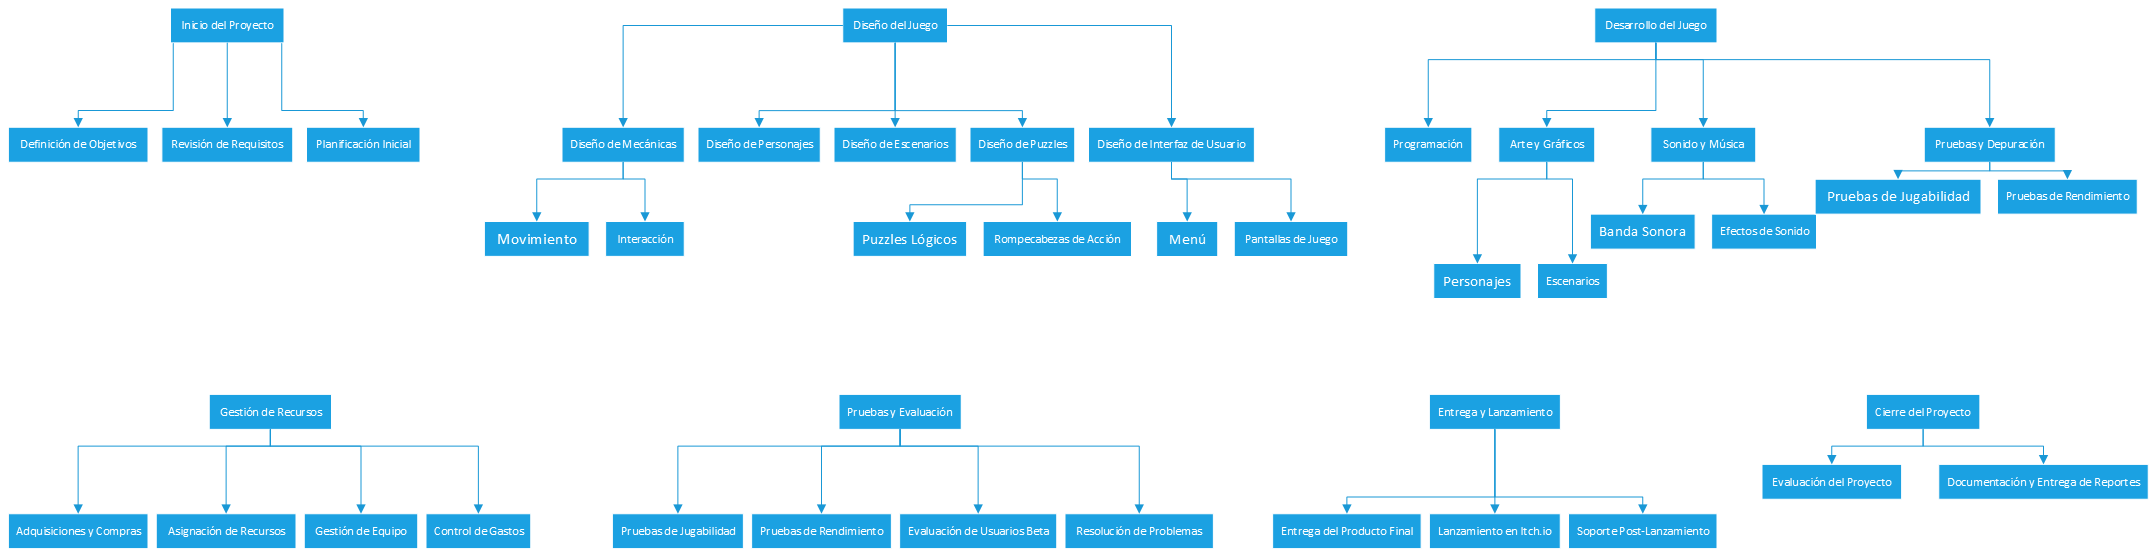 Inicio del Proyecto
Diseño del Juego
Desarrollo del Juego
Definición de Objetivos
Revisión de Requisitos
Planificación Inicial
Diseño de Mecánicas
Diseño de Personajes
Diseño de Escenarios
Diseño de Puzzles
Diseño de Interfaz de Usuario
Programación
Arte y Gráficos
Sonido y Música
Pruebas y Depuración
Pruebas de Jugabilidad
Pruebas de Rendimiento
Movimiento
Interacción
Puzzles Lógicos
Rompecabezas de Acción
Menú
Pantallas de Juego
Banda Sonora
Efectos de Sonido
Personajes
Escenarios
Gestión de Recursos
Pruebas y Evaluación
Entrega y Lanzamiento
Cierre del Proyecto
Evaluación del Proyecto
Documentación y Entrega de Reportes
Adquisiciones y Compras
Asignación de Recursos
Gestión de Equipo
Control de Gastos
Pruebas de Jugabilidad
Pruebas de Rendimiento
Evaluación de Usuarios Beta
Resolución de Problemas
Entrega del Producto Final
Lanzamiento en Itch.io
Soporte Post-Lanzamiento